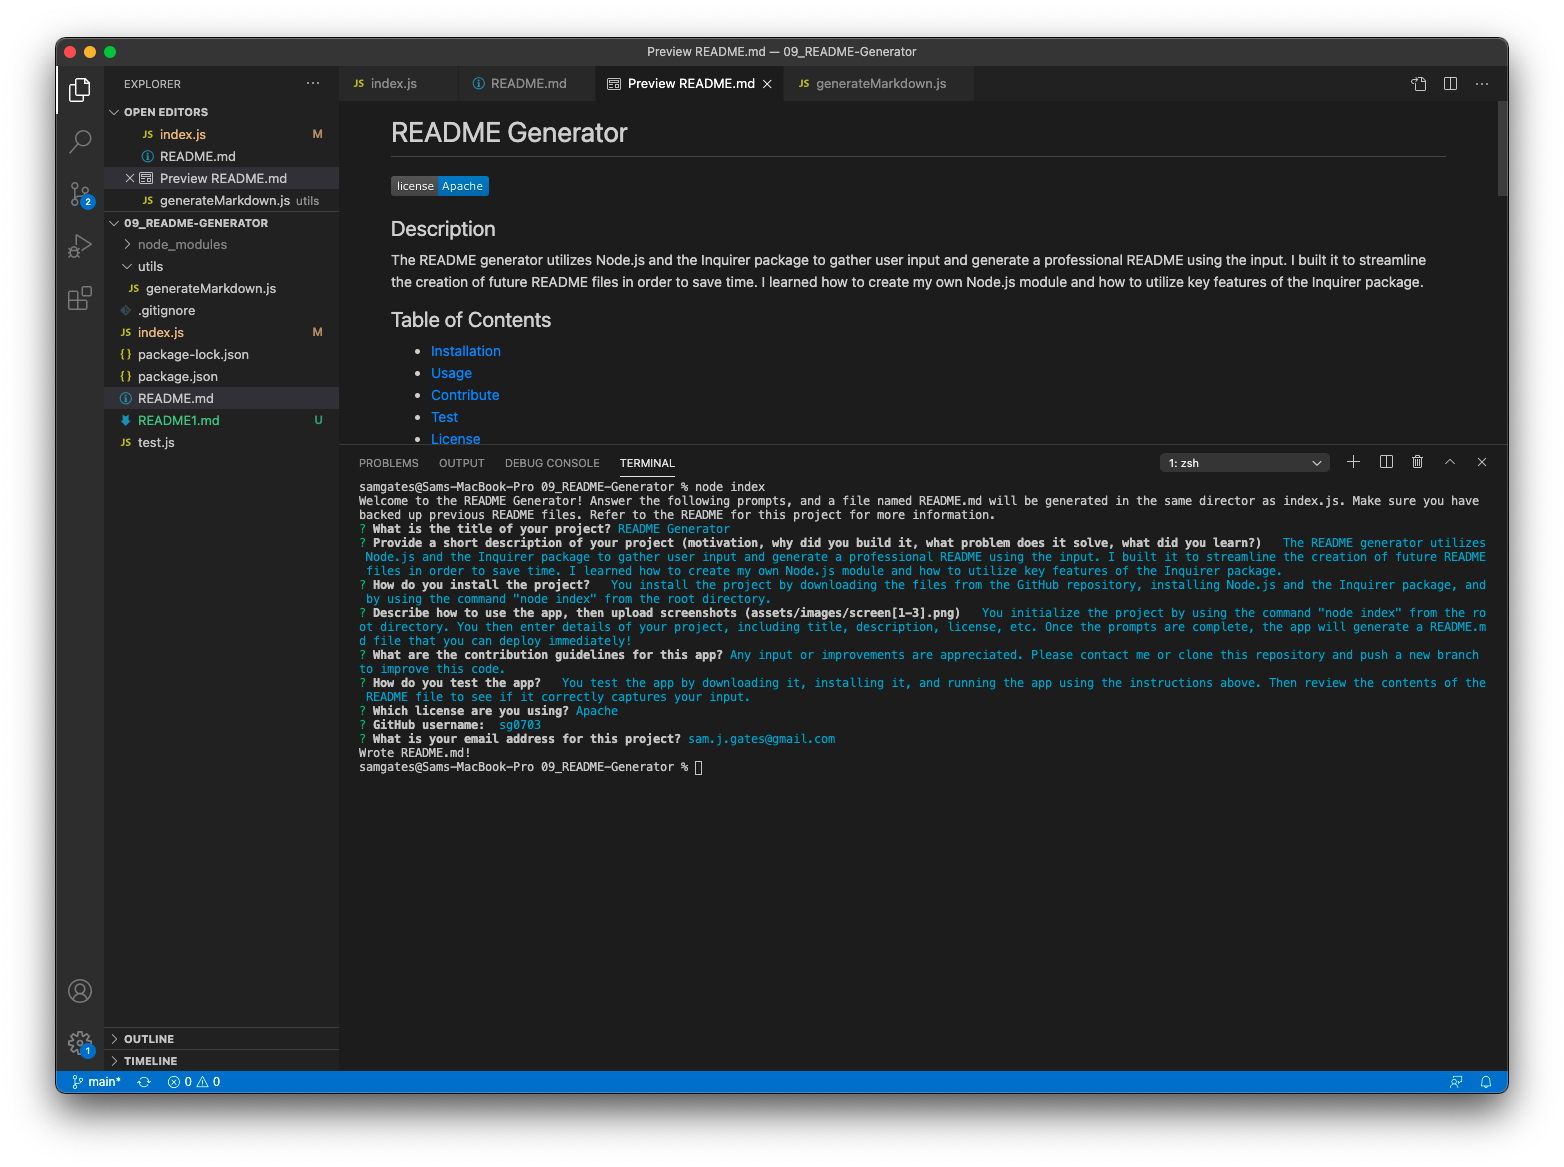 Preview README.md — 09_README-Generator
EXPLORER
OPEN EDITORS
JS index.js M
README.md
Preview README.md
JS generateMarkdown.js utils
09_README-GENERATOR
node_modules
utils
JS generateMarkdown.js
.gitignore
JS index.js M
{} package-lock.json
{} package.json
README.md
README1.md U
JS test.js
OUTLINE
TIMELINE
2
1
JS index.js
README.md
Preview README.md
JS generateMarkdown.js
README Generator
license Apache
Description
The README generator utilizes Node.js and the Inquirer package to gather user input and generate a professional README using the input. I built it to streamline
the creation of future README files in order to save time. I learned how to create my own Node.js module and how to utilize key features of the Inquirer package.
Table of Contents
• Installation
• Usage
• Contribute
• Test
• License
PROBLEMS OUTPUT DEBUG CONSOLE TERMINAL
1: zsh
samgates@Sams-MacBook-Pro 09_README-Generator % node index
Welcome to the README Generator! Answer the following prompts, and a file named README.md will be generated in the same director as index.js. Make sure you have
backed up previous README files. Refer to the README for this project for more information.
? What is the title of your project? README Generator
? Provide a short description of your project (motivation, why did you build it, what problem does it solve, what did you learn?) The README generator utilizes
Node.js and the Inquirer package to gather user input and generate a professional README using the input. I built it to streamline the creation of future README
files in order to save time. I learned how to create my own Node.js module and how to utilize key features of the Inquirer package.
? How do you install the project? You install the project by downloading the files from the GitHub repository, installing Node.js and the Inquirer package, and
by using the command "node index" from the root directory.
? Describe how to use the app, then upload screenshots (assets/images/screen[1-3].png) You initialize the project by using the command "node index" from the ro
ot directory. You then enter details of your project, including title, description, license, etc. Once the prompts are complete, the app will generate a README.m
d file that you can deploy immediately!
? What are the contribution guidelines for this app? Any input or improvements are appreciated. Please contact me or clone this repository and push a new branch
to improve this code.
? How do you test the app? You test the app by downloading it, installing it, and running the app using the instructions above. Then review the contents of the
README file to see if it correctly captures your input.
? Which license are you using? Apache
? GitHub username: sg0703
? What is your email address for this project? sam.j.gates@gmail.com
Wrote README.md!
samgates@Sams-MacBook-Pro 09_README-Generator %
main* 0 0